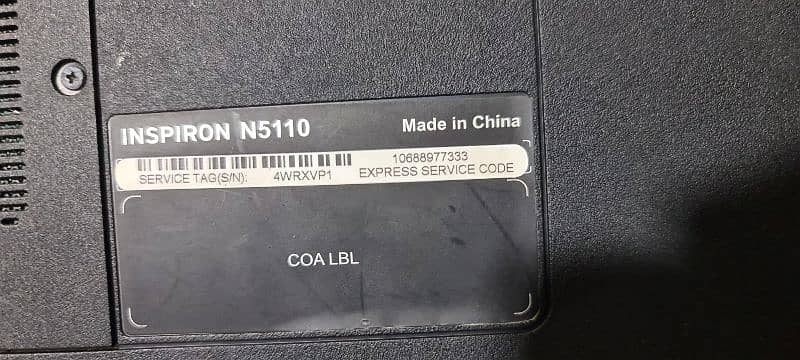 INSPIRON N5110 Made in China
10688977333
SERVICE TAG(S/N): 4WRXVP1 EXPRESS SERVICE CODE
COA LBL